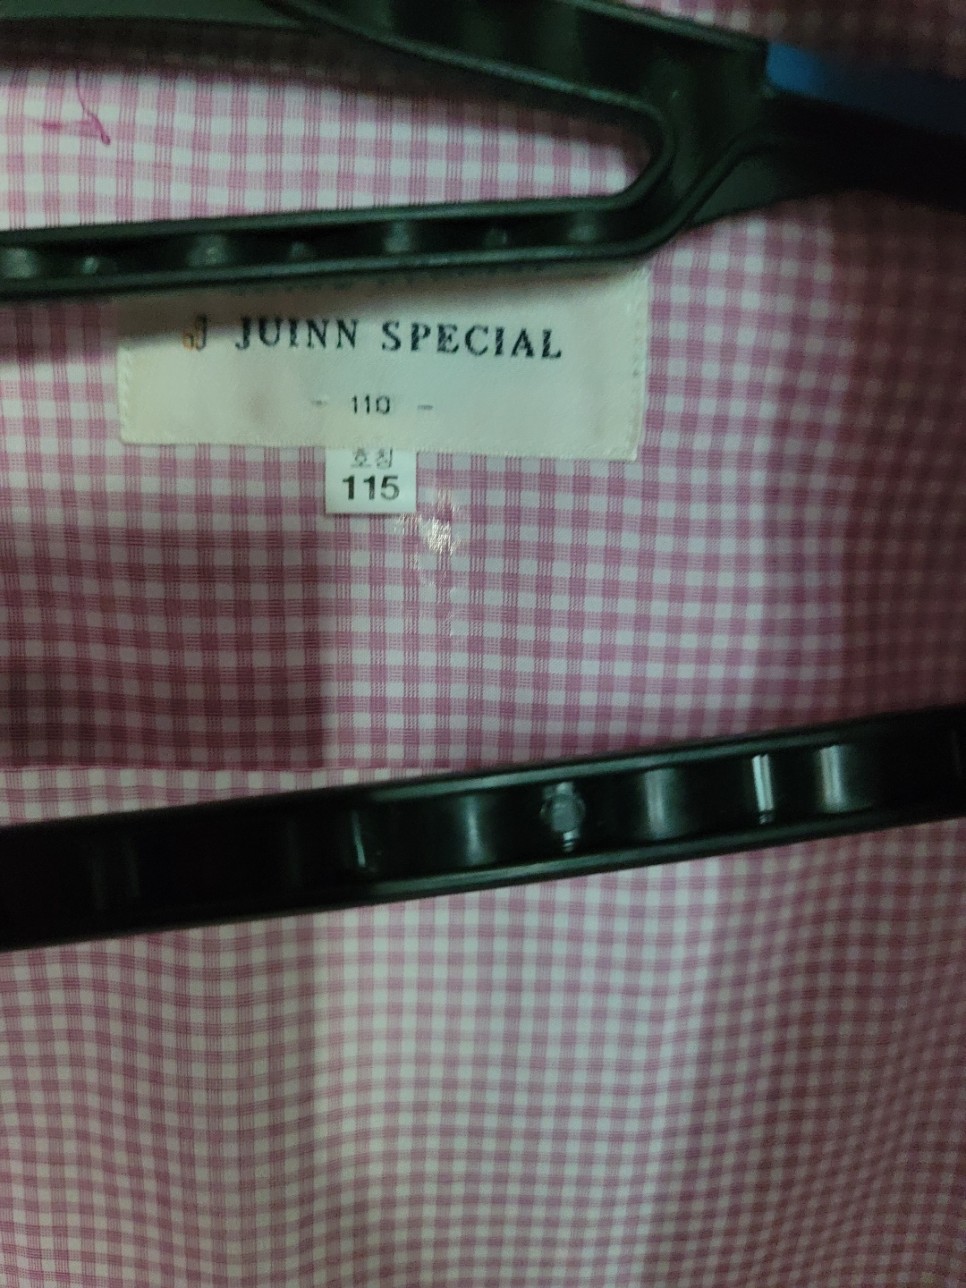 JUINN SPECIAL
- 110 -
호칭
115